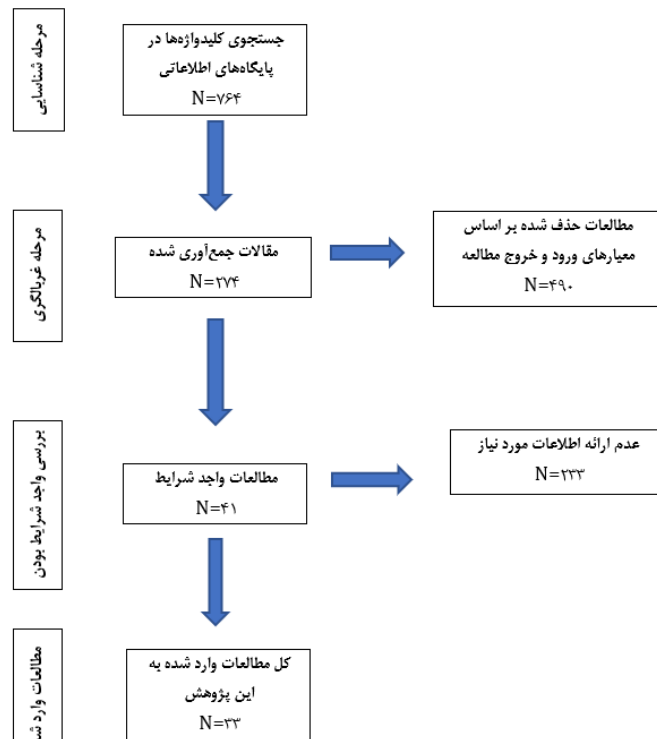 مرحله شناسایی
جستجوی کلیدواژه‌ها در
پایگاه‌های اطلاعاتی
N=۷۶۴
مرحله غربالگری
مقالات جمع‌آوری شده
N=۲۷۴
مطالعات حذف شده بر اساس
معیارهای ورود و خروج مطالعه
N=۴۹۰
بررسی واجد شرایط بودن
مطالعات واجد شرایط
N=۴۱
عدم ارائه اطلاعات مورد نیاز
N=۲۳۳
مطالعات وارد
کل مطالعات وارد شده به
این پژوهش
N=۳۳